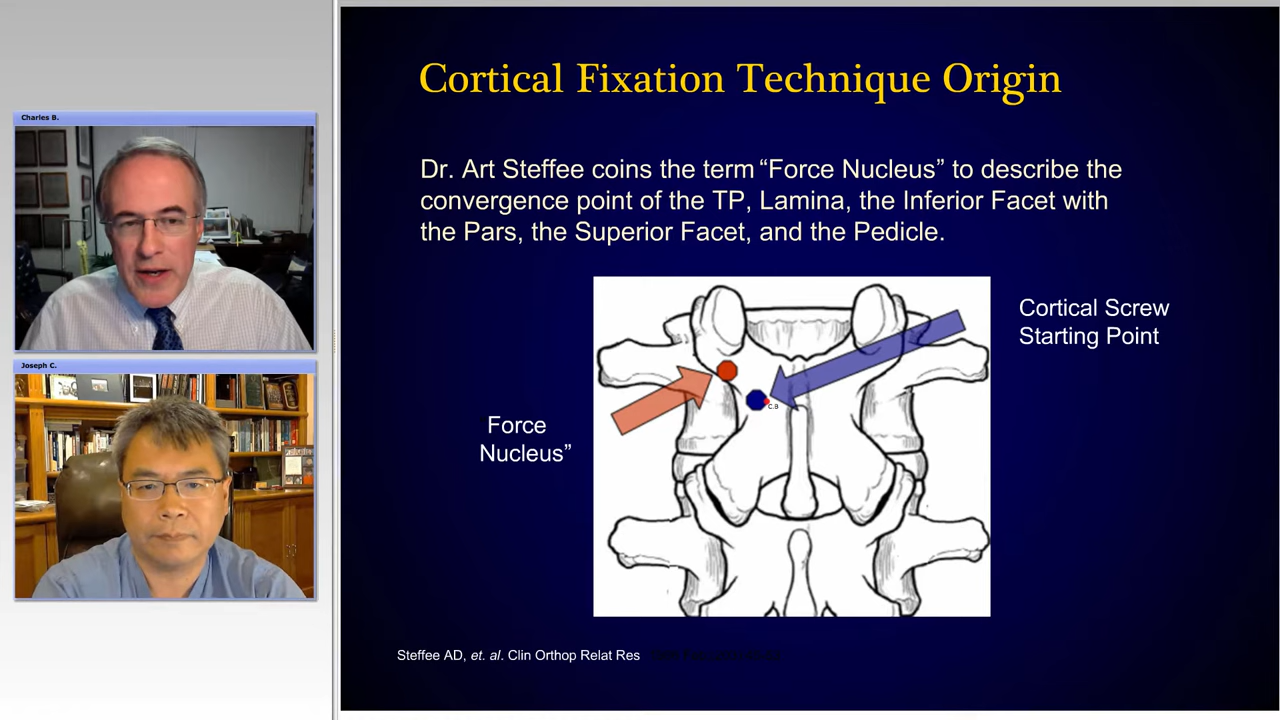 Charles B.
Joseph C.
Cortical Fixation Technique Origin
Dr. Art Steffee coins the term “Force Nucleus” to describe the
convergence point of the TP, Lamina, the Inferior Facet with
the Pars, the Superior Facet, and the Pedicle.
Cortical Screw
Starting Point
C,B
Force
Nucleus”
Steffee AD, et. al. Clin Orthop Relat Res